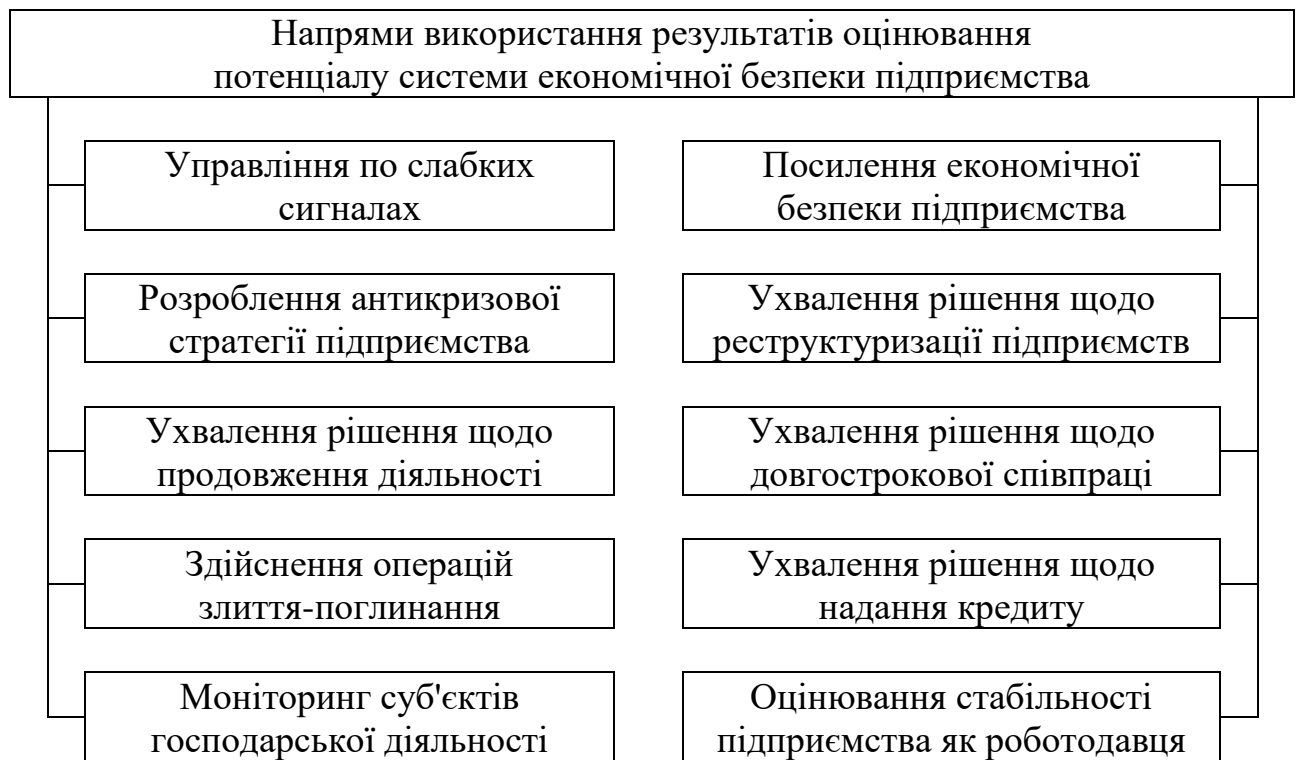 Напрями використання результатів оцінювання
потенціалу системи економічної безпеки підприємства
Управління по слабких
сигналах
Посилення економічної
безпеки підприємства
Розроблення антикризової
стратегії підприємства
Ухвалення рішення щодо
реструктуризації підприємств
Ухвалення рішення щодо
продовження діяльності
Ухвалення рішення щодо
довгострокової співпраці
Здійснення операцій
злиття-поглинання
Ухвалення рішення щодо
надання кредиту
Моніторинг суб'єктів
господарської діяльності
Оцінювання стабільності
підприємства як роботодавця